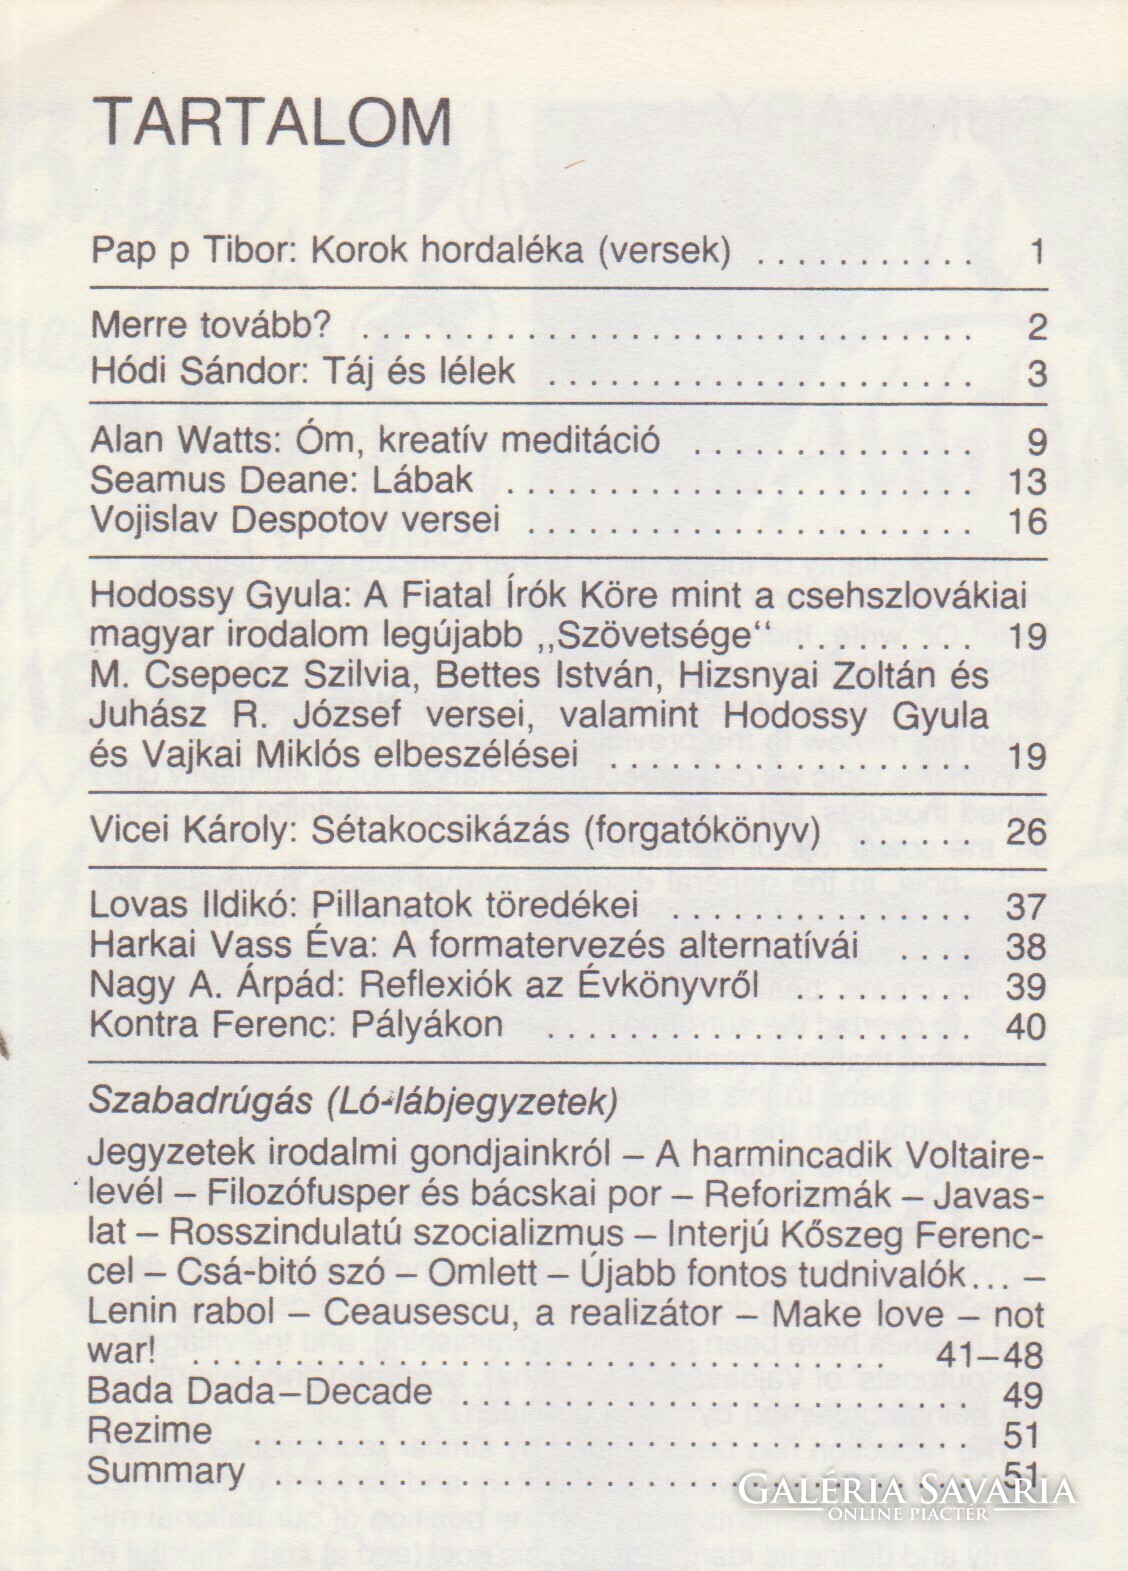 TARTALOM
Pap p Tibor: Korok hordaléka (versek) ........... 1
Merre tovább? ....................... 2
Hódi Sándor: Táj és lélek ...................... 3
Alan Watts: Óm, kreatív meditáció ............... 9
Seamus Deane: Lábak ........................ 13
Vojislav Despotov versei ....................... 16
Hodossy Gyula: A Fiatal Írók Köre mint a csehszlovákiai
magyar irodalom legújabb „Szövetsége‟ ......... 19
M. Csepecz Szilvia, Bettes István, Hizsnyai Zoltán és
Juhász R. József versei, valamint Hodossy Gyula
és Vajkai Miklós elbeszélései .................. 19
Vicei Károly: Sétakocsikázás (forgatókönyv) ...... 26
Lovas Ildikó: Pillanatok töredékei ................ 37
Harkai Vass Éva: A formatervezés alternatívái .... 38
Nagy A. Árpád: Reflexiók az Évkönyvről ......... 39
Kontra Ferenc: Pályákon ...................... 40
Szabadrúgás (Ló-lábjegyzetek)
Jegyzetek irodalmi gondjainkról – A harmincadik Voltaire-
levél – Filozófusper és bácskai por – Reforizmák – Javas-
lat – Rosszindulatú szocializmus – Interjú Kőszeg Ferenc-
cel – Csá-bitó szó – Omlett – Újabb fontos tudnivalók... –
Lenin rabol – Ceausescu, a realizátor – Make love – not
war! .................................... 41–48
Bada Dada–Decade .......................... 49
Rezime ..................................... 51
Summary ................................... 51
GALÉRIA SAVARIA
ONLINE PIACTÉR